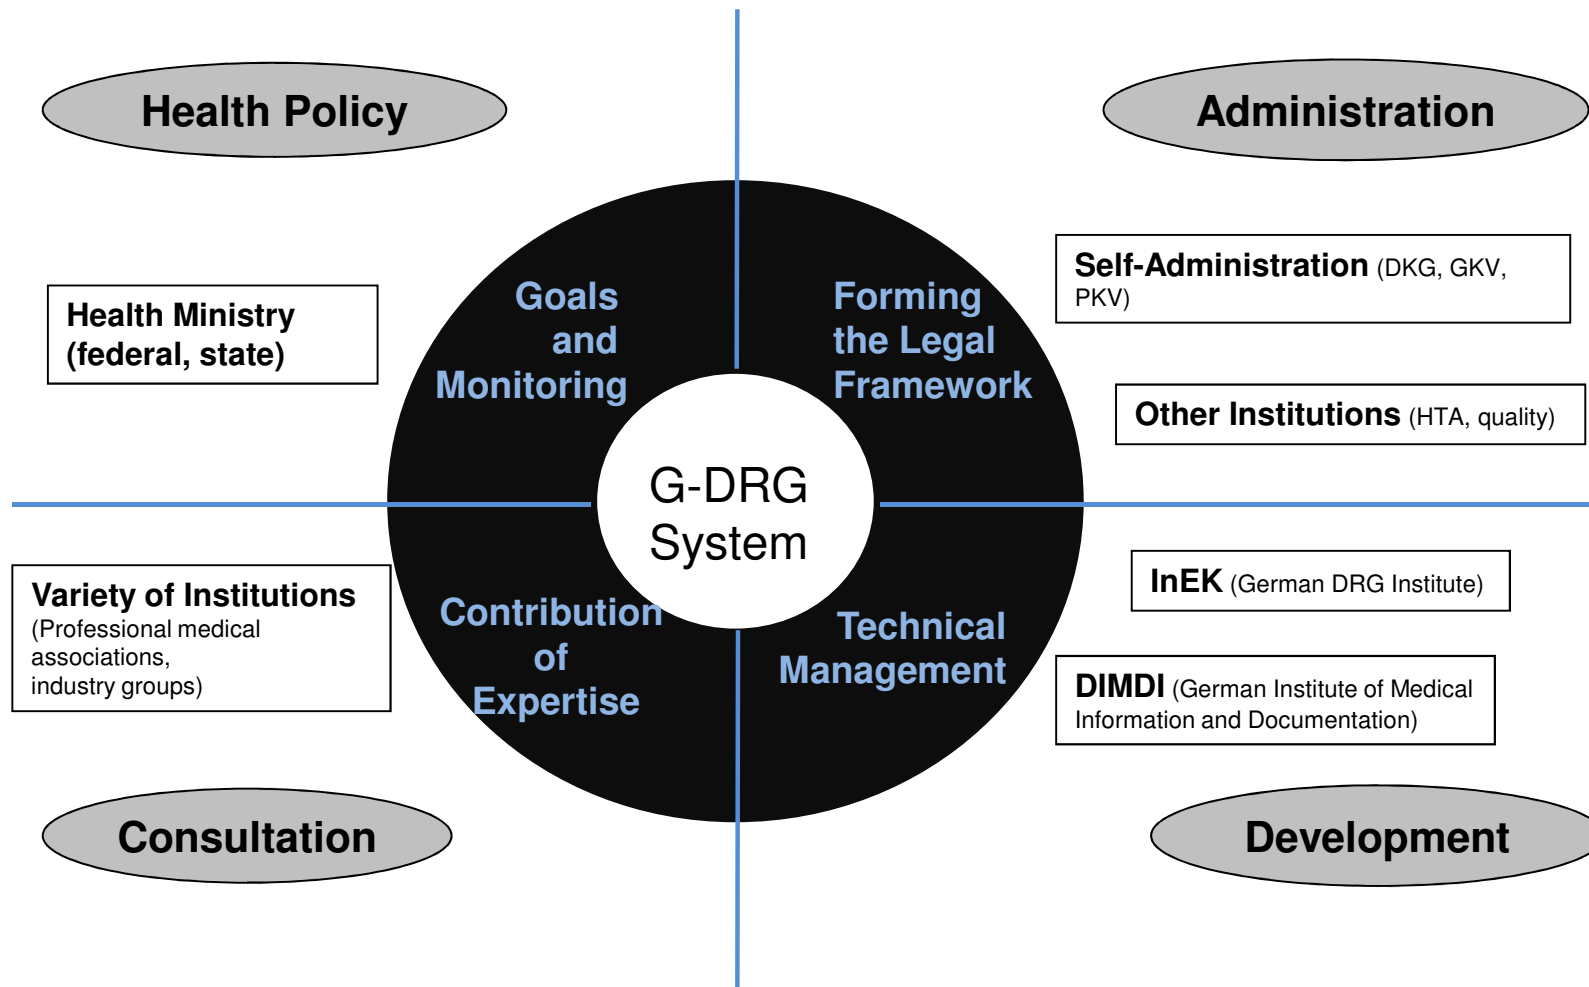 Health Policy
Administration
Health Ministry
(federal, state)
Goals
and
Monitoring
Forming
the Legal
Framework
Self-Administration (DKG, GKV,
PKV)
Other Institutions (HTA, quality)
G-DRG
System
Variety of Institutions
(Professional medical
associations,
industry groups)
Contribution
of
Expertise
Technical
Management
InEK (German DRG Institute)
DIMDI (German Institute of Medical
Information and Documentation)
Consultation
Development